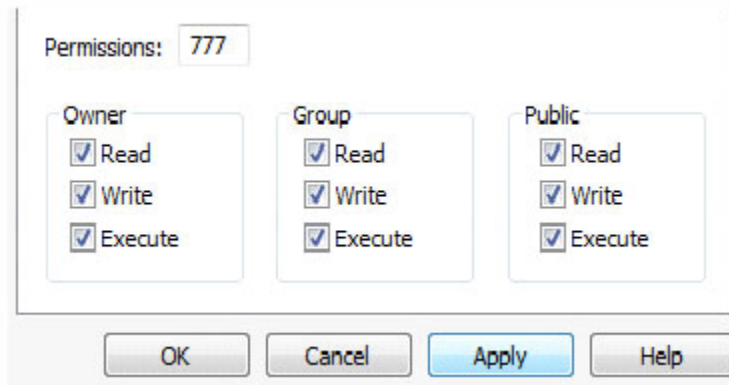 Permissions: 777
Owner Group Public
Read Read Read
Write Write Write
Execute Execute Execute
OK Cancel Apply Help